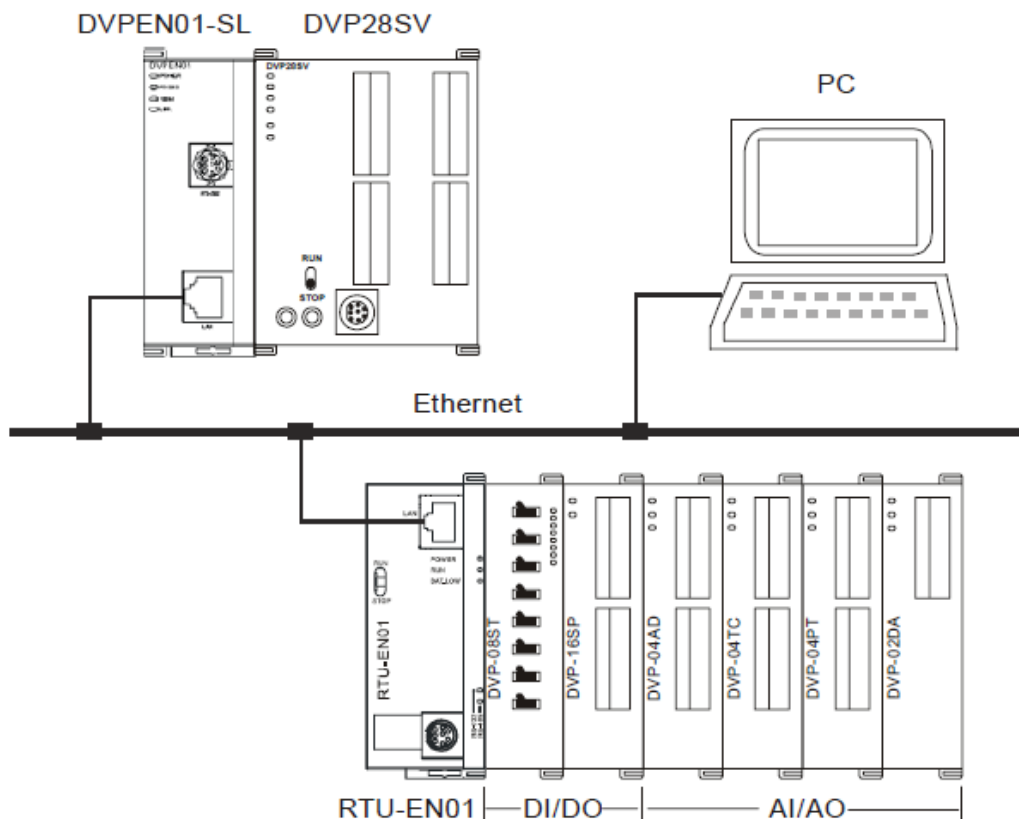 DVPEN01-SL DVP28SV
DVPEN01
POWER
DVP28SV
RS-232
LAN
RUN
STOP
PC
Ethernet
LAN
POWER
RUN
BAT.LOW
RUN
STOP
RTU-EN01
DVP-08ST
DVP-16SP
DVP-04AD
DVP-04TC
DVP-04PT
DVP-02DA
RTU-EN01 DI/DO AI/AO